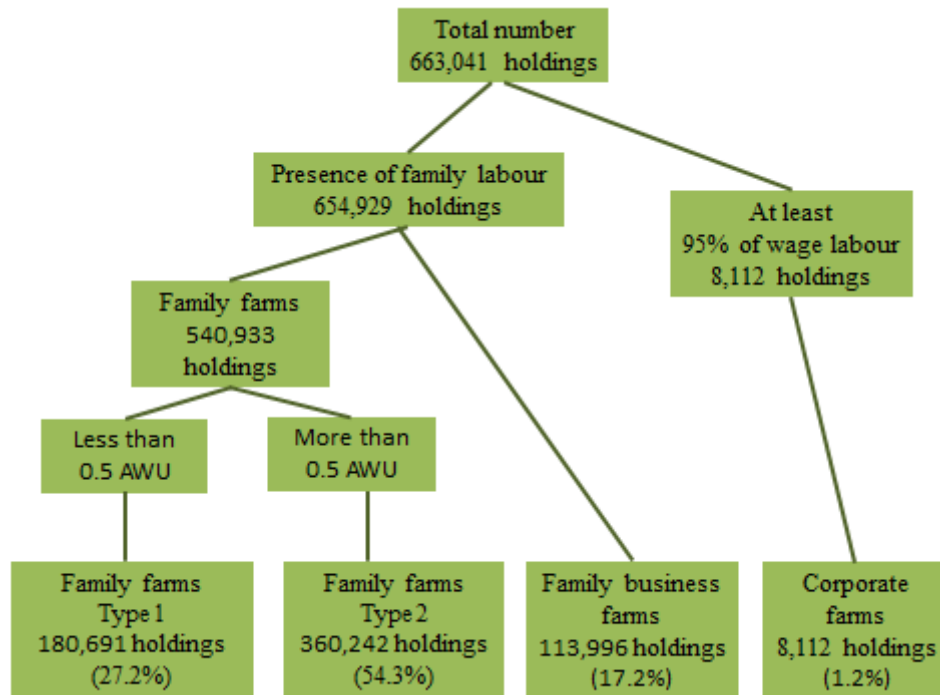 Total number
663,041 holdings
Presence of family labour
654,929 holdings
At least
95% of wage labour
8,112 holdings
Family farms
540,933
holdings
Less than
0.5 AWU
More than
0.5 AWU
Family farms
Type 1
180,691 holdings
(27.2%)
Family farms
Type 2
360,242 holdings
(54.3%)
Family business
farms
113,996 holdings
(17.2%)
Corporate
farms
8,112 holdings
(1.2%)